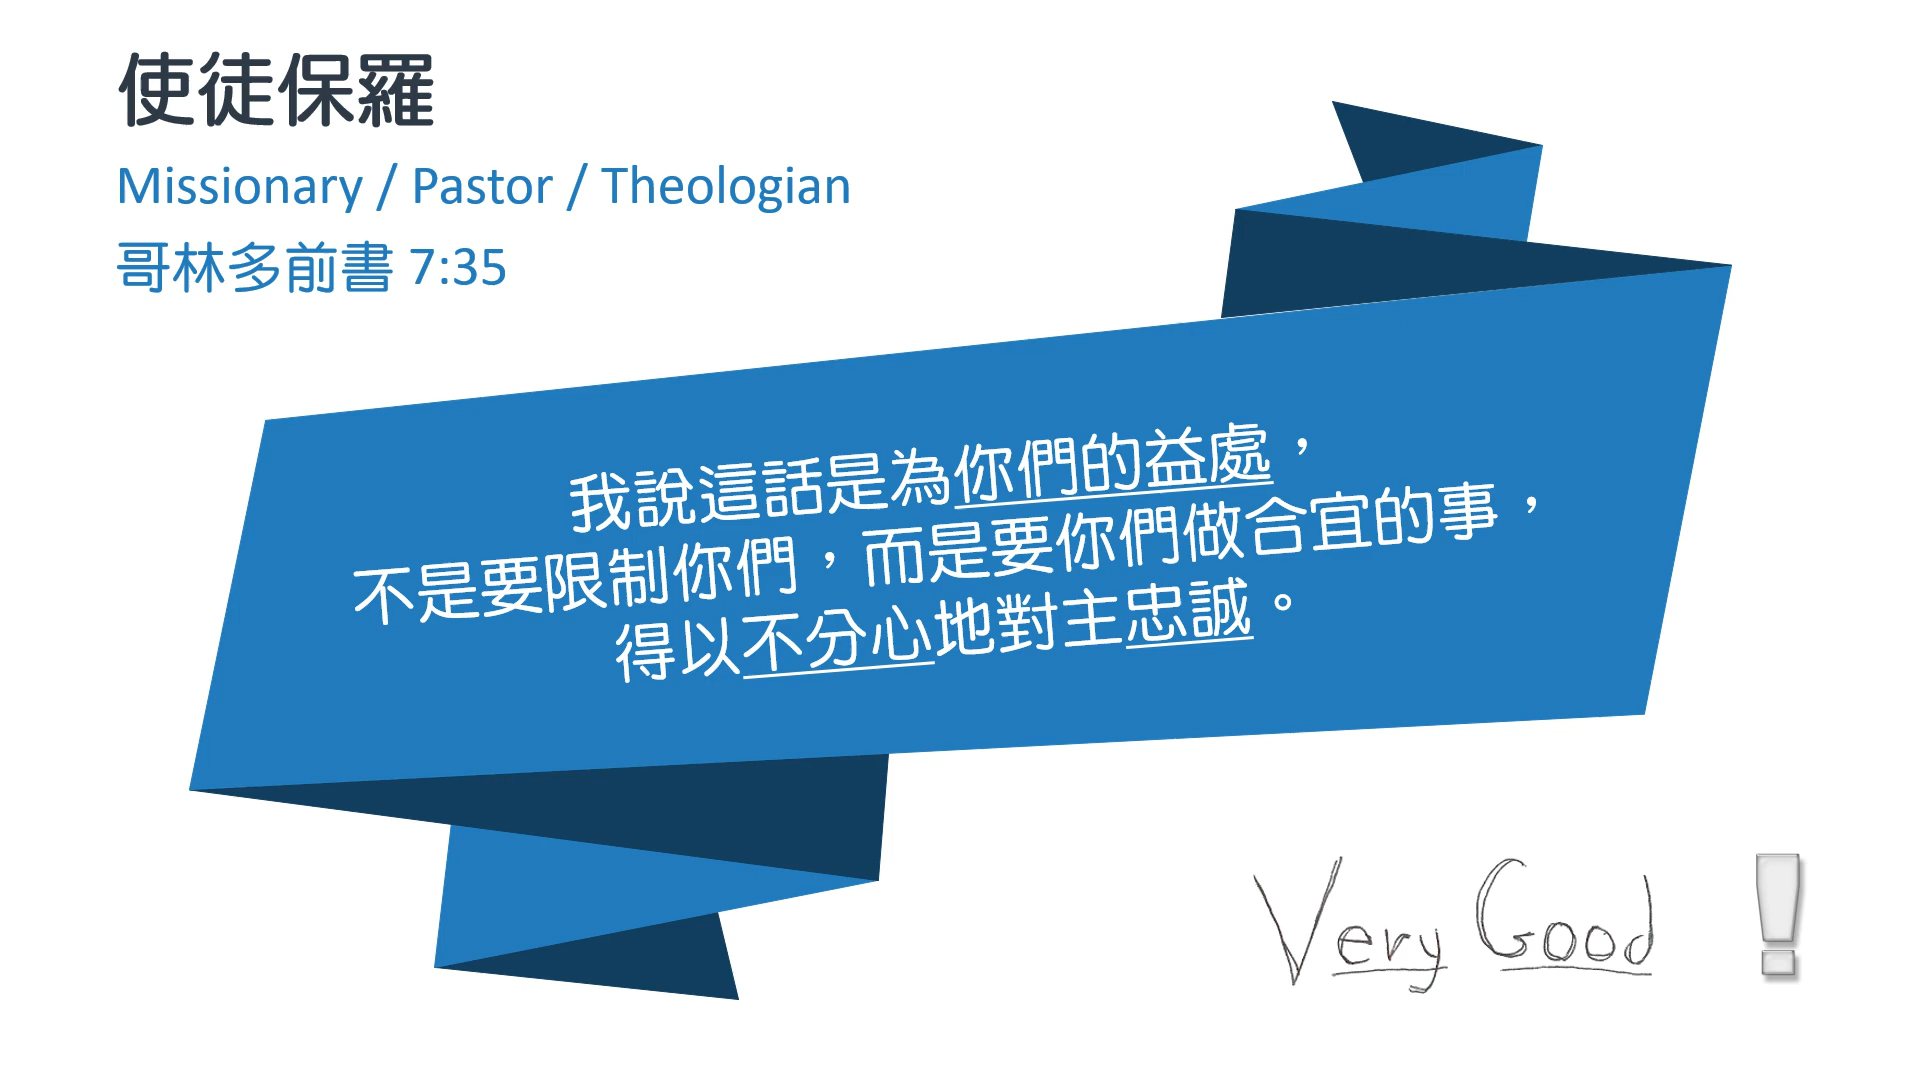 使徒保羅
Missionary / Pastor / Theologian
哥林多前書 7:35
我說這話是為你們的益處，
不是要限制你們，而是要你們做合宜的事，
得以不分心地對主忠誠。
Very Good !